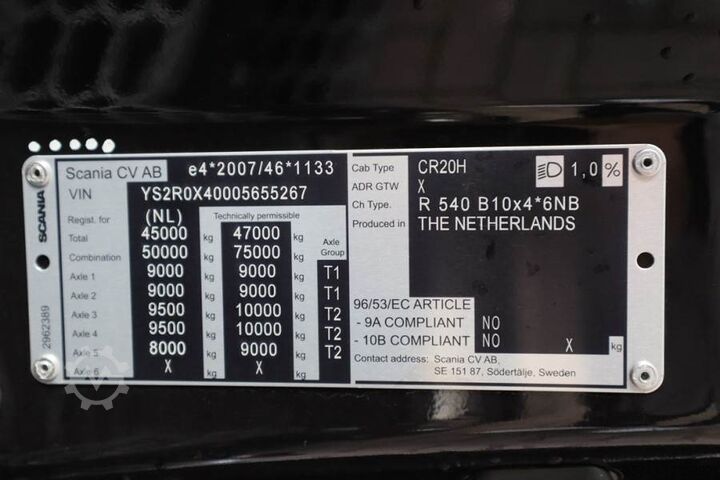 Scania CV AB e4*2007/46*1133
VIN YS2R0X40005655267
Regist. for (NL) Technically permissible
Total 45000 kg 47000 kg Axle Group
Combination 50000 kg 75000 kg
Axle 1 9000 kg 9000 kg T1
Axle 2 9000 kg 9000 kg T1
Axle 3 9500 kg 10000 kg T2
Axle 4 9500 kg 10000 kg T2
Axle 5 8000 kg 9000 kg T2
Axle 6 X kg X kg
SCANIA
2962389
Cab Type CR20H 1,0%
ADR GTW X
Ch Type. R 540 B10x4*6NB
Produced in THE NETHERLANDS
96/53/EC ARTICLE
- 9A COMPLIANT NO
- 10B COMPLIANT NO X kg
Contact address: Scania CV AB,
SE 151 87, Södertälje, Sweden